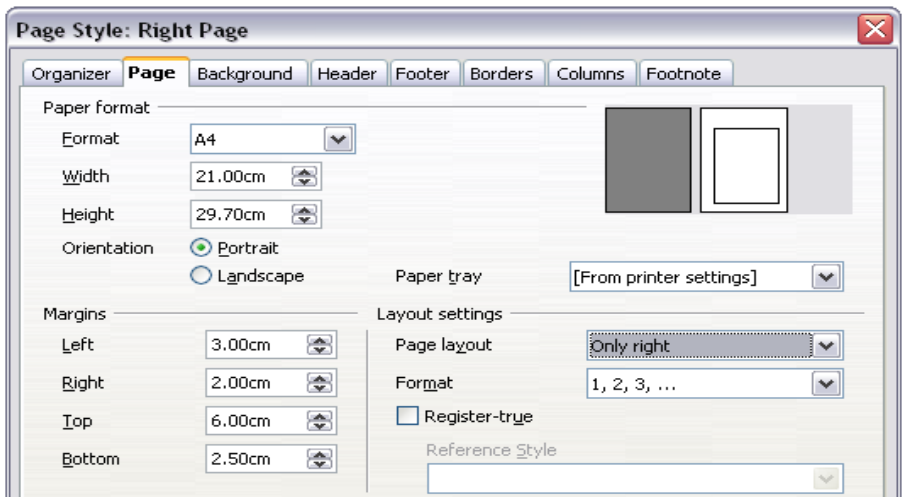 Page Style: Right Page
Organizer Page Background Header Footer Borders Columns Footnote
Paper format
Format A4
Width 21.00cm
Height 29.70cm
Orientation Portrait
Landscape Paper tray [From printer settings]
Margins Layout settings
Left 3.00cm Page layout Only right
Right 2.00cm Format 1, 2, 3, ...
Top 6.00cm Register-true
Bottom 2.50cm Reference Style